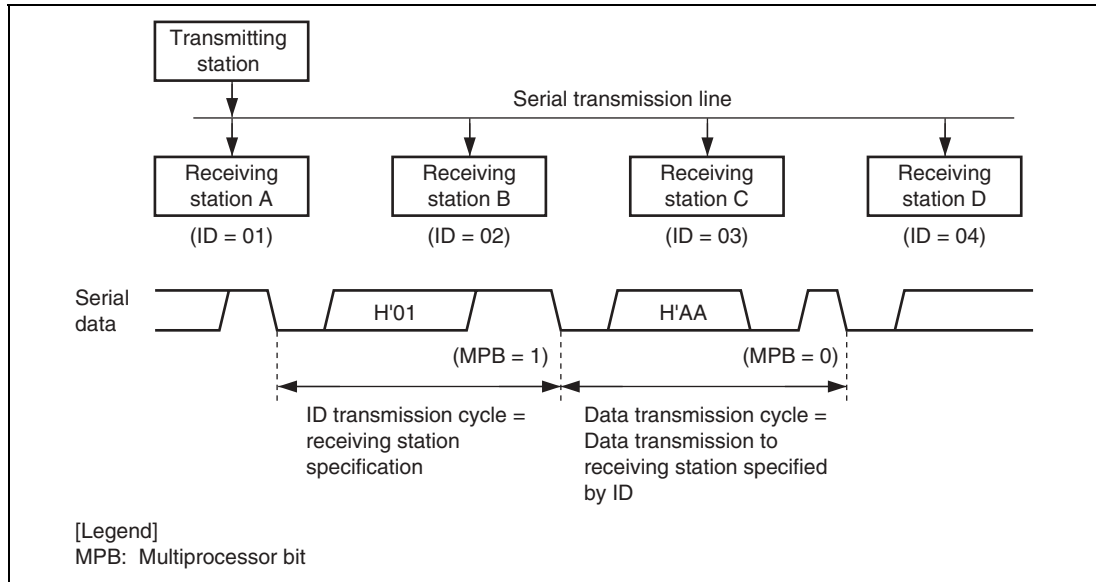 Transmitting
station
Serial transmission line
Receiving
station A
Receiving
station B
Receiving
station C
Receiving
station D
(ID = 01)
(ID = 02)
(ID = 03)
(ID = 04)
Serial
data
H'01
H'AA
(MPB = 1)
(MPB = 0)
ID transmission cycle =
receiving station
specification
Data transmission cycle =
Data transmission to
receiving station specified
by ID
[Legend]
MPB: Multiprocessor bit